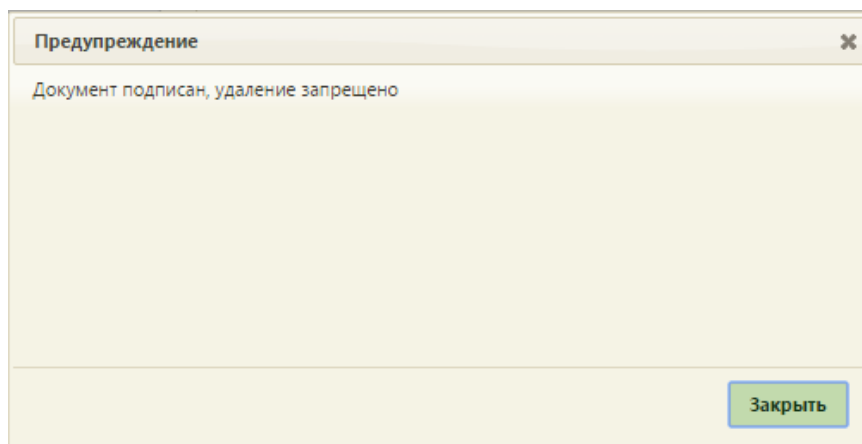 Предупреждение
Документ подписан, удаление запрещено
Закрыть